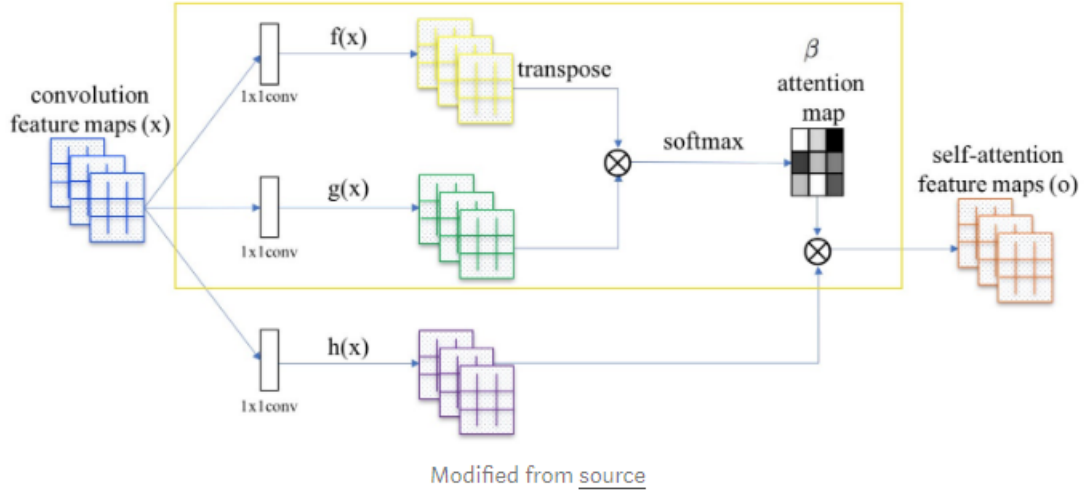 convolution
feature maps (x)
f(x)
1x1conv
transpose
g(x)
1x1conv
h(x)
1x1conv
softmax
β
attention
map
self-attention
feature maps (o)
Modified from source